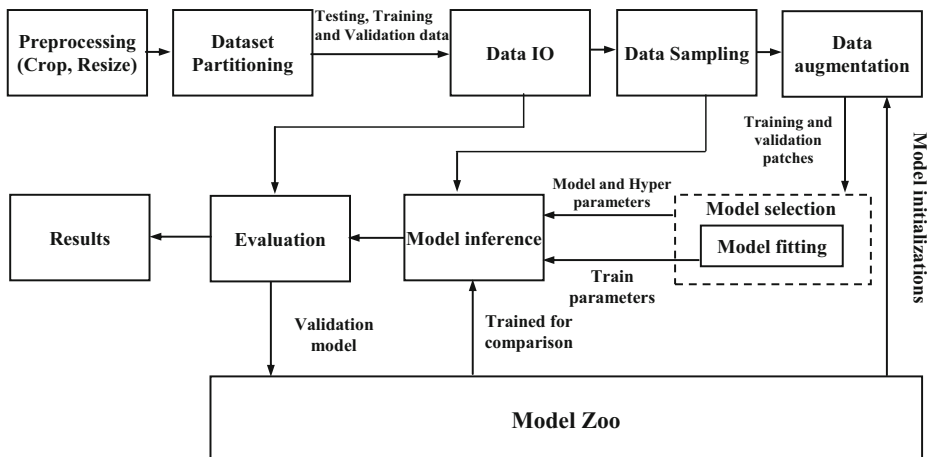 Preprocessing
(Crop, Resize)
Dataset
Partitioning
Testing, Training
and Validation data
Data IO
Data Sampling
Data
augmentation
Training and
validation
patches
Model initializations
Model and Hyper
parameters
Model selection
Model fitting
Results
Evaluation
Model inference
Train
parameters
Validation
model
Trained for
comparison
Model Zoo